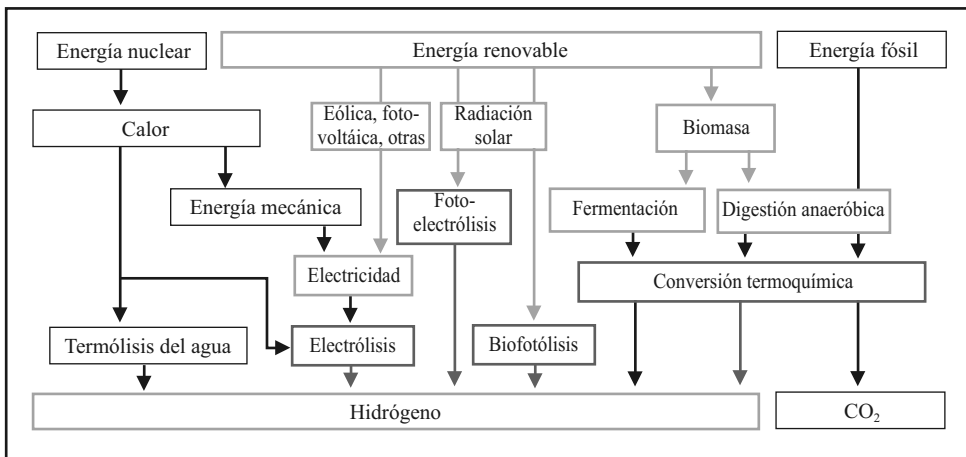 Energía nuclear
Energía renovable
Energía fósil
Calor
Eólica, foto-
voltáica, otras
Radiación
solar
Biomasa
Energía mecánica
Foto-
electrólisis
Fermentación
Digestión anaeróbica
Electricidad
Conversión termoquímica
Termólisis del agua
Electrólisis
Biofotólisis
Hidrógeno
CO₂